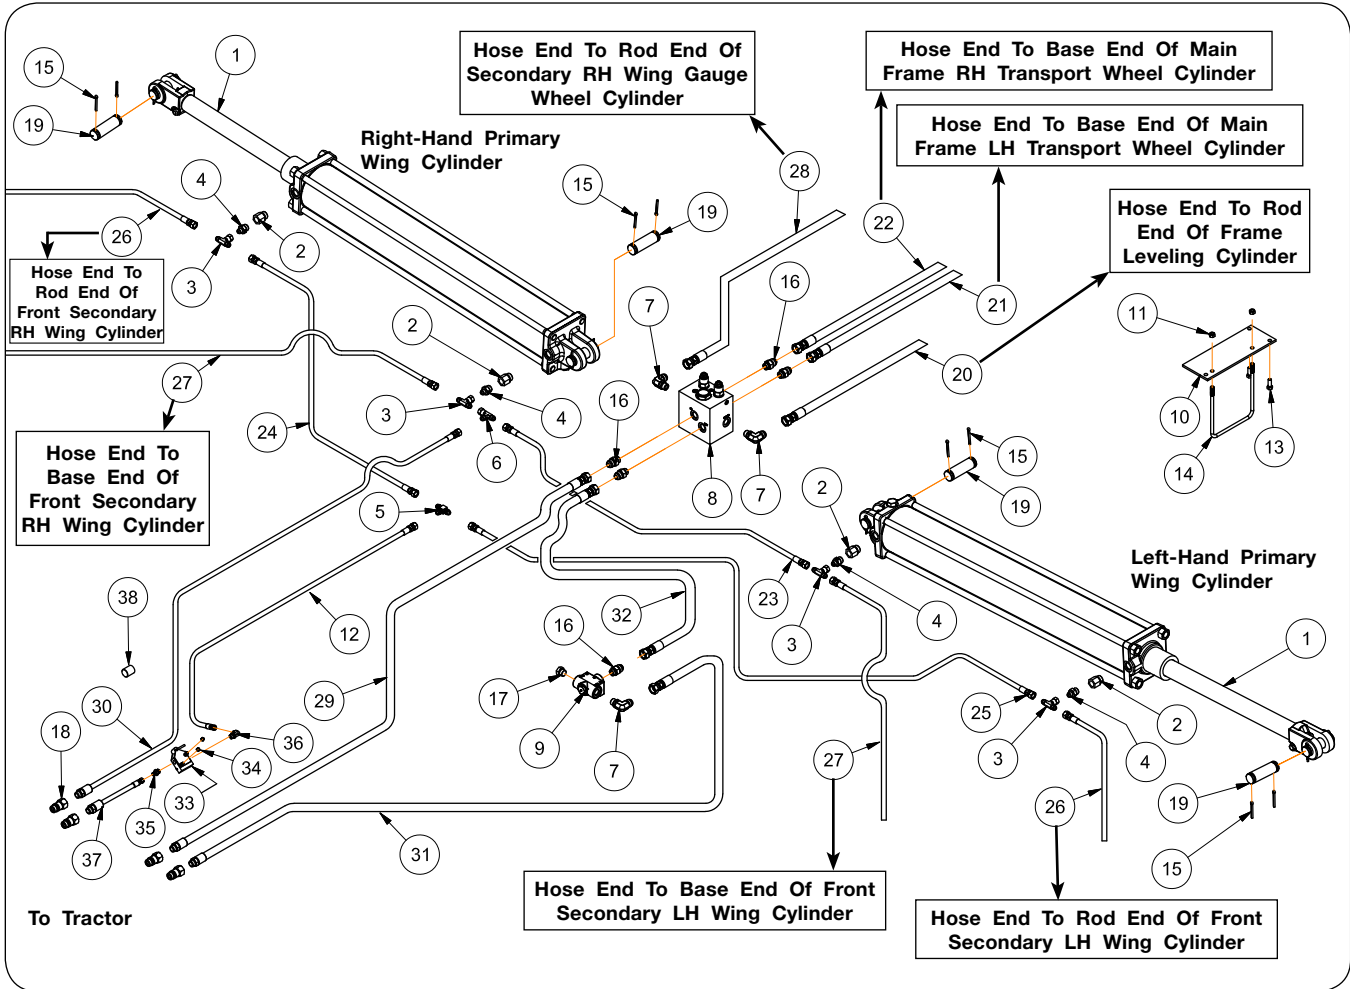 Hose End To Rod End Of
Secondary RH Wing Gauge
Wheel Cylinder
Hose End To Base End Of Main
Frame RH Transport Wheel Cylinder
Hose End To Base End Of Main
Frame LH Transport Wheel Cylinder
Hose End To Rod
End Of Frame
Leveling Cylinder
Right-Hand Primary
Wing Cylinder
1
15
19
4
26
3
2
Hose End To
Rod End Of
Front Secondary
RH Wing Cylinder
15
19
28
22
21
16
7
20
11
10
13
14
2
27
3
4
24
6
16
8
7
Hose End To
Base End Of
Front Secondary
RH Wing Cylinder
5
15
19
2
Left-Hand Primary
Wing Cylinder
38
12
32
23
3
4
1
16
17
9
7
29
30
18
36
34
33
35
37
31
25
3
2
4
27
26
19
15
Hose End To Base End Of Front
Secondary LH Wing Cylinder
Hose End To Rod End Of Front
Secondary LH Wing Cylinder
To Tractor